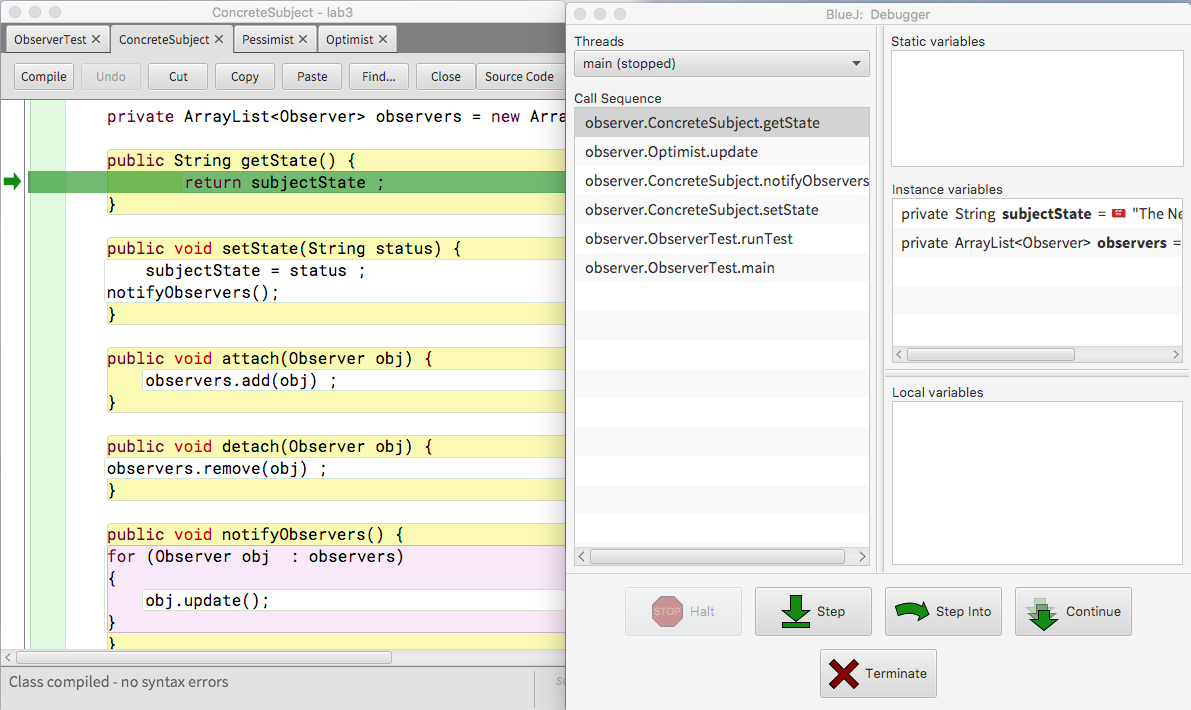 ConcreteSubject - lab3
ObserverTest ✕ ConcreteSubject ✕ Pessimist ✕ Optimist ✕
Compile Undo Cut Copy Paste Find... Close Source Code
private ArrayList<Observer> observers = new Arra
public String getState() {
return subjectState ;
}
public void setState(String status) {
subjectState = status ;
notifyObservers();
}
public void attach(Observer obj) {
observers.add(obj) ;
}
public void detach(Observer obj) {
observers.remove(obj) ;
}
public void notifyObservers() {
for (Observer obj  : observers)
{
obj.update();
}
}
Class compiled - no syntax errors
BlueJ: Debugger
Threads
main (stopped)
Call Sequence
observer.ConcreteSubject.getState
observer.Optimist.update
observer.ConcreteSubject.notifyObservers
observer.ConcreteSubject.setState
observer.ObserverTest.runTest
observer.ObserverTest.main
Static variables
Instance variables
private String subjectState = "The Ne
private ArrayList<Observer> observers =
Local variables
STOP Halt
Step
Step Into
Continue
Terminate